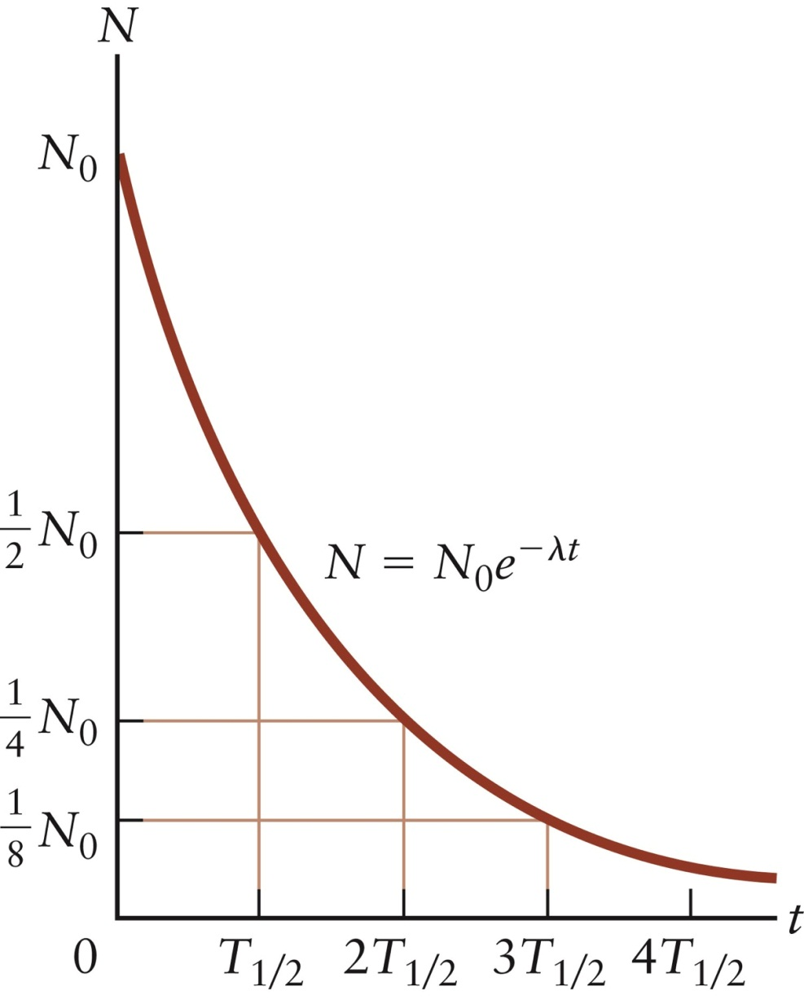 N
N₀
1/2 N₀
N = N₀e^−λt
1/4 N₀
1/8 N₀
t
0
T₁/₂
2T₁/₂
3T₁/₂
4T₁/₂